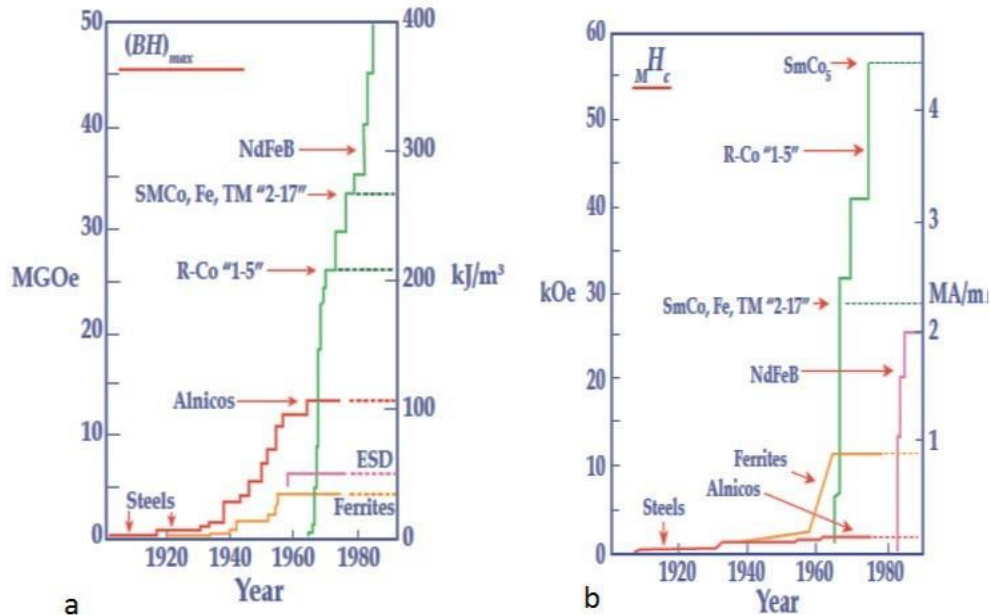 50
400
(BH)max
40
NdFeB
300
SMCo, Fe, TM “2-17”
30
MGOe
R-Co “1-5”
200
kJ/m³
20
Alnicos
100
10
ESD
Steels
Ferrites
0
0
1920
1940
1960
1980
Year
a
60
MHc
SmCo5
50
4
R-Co “1-5”
40
3
kOe
30
SmCo, Fe, TM “2-17”
MA/m
2
NdFeB
20
1
Ferrites
10
Alnicos
Steels
0
1920
1940
1960
1980
Year
b